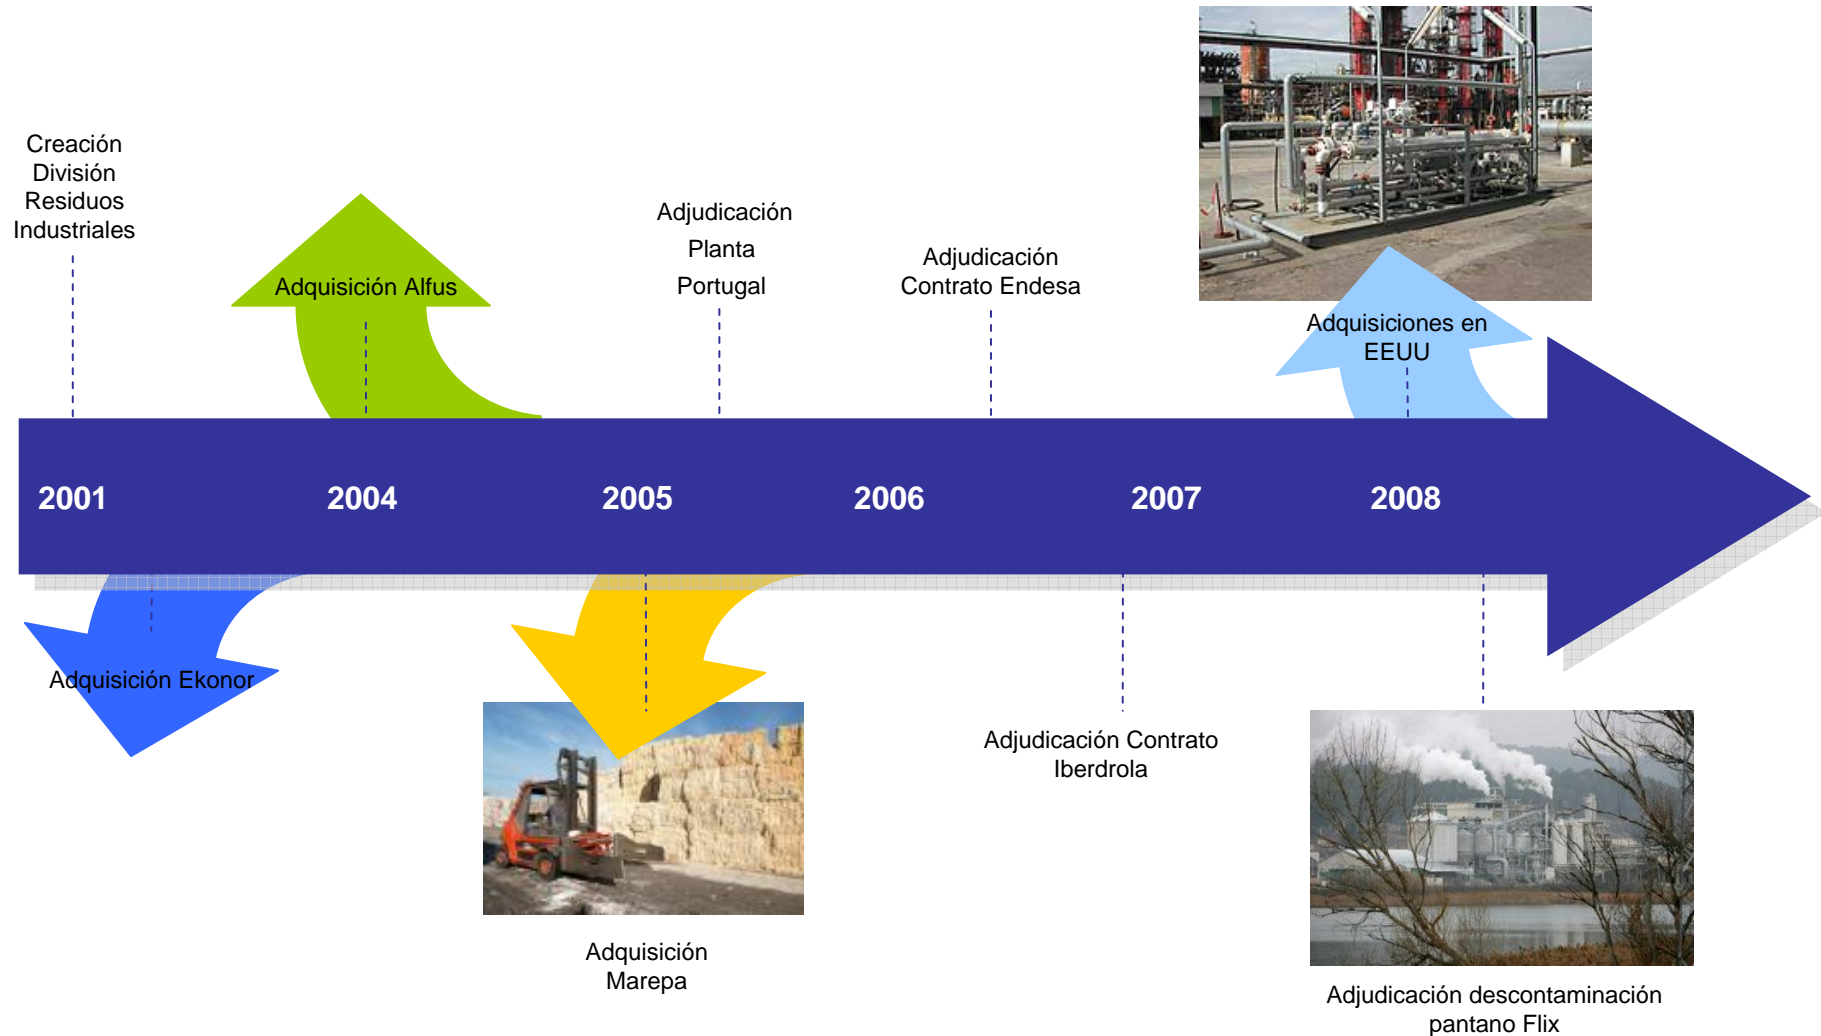 Creación
División
Residuos
Industriales
Adquisición Alfus
Adjudicación
Planta
Portugal
Adjudicación
Contrato Endesa
Adquisiciones en
EEUU
2001
2004
2005
2006
2007
2008
Adquisición Ekonor
Adquisición
Marepa
Adjudicación Contrato
Iberdrola
Adjudicación descontaminación
pantano Flix